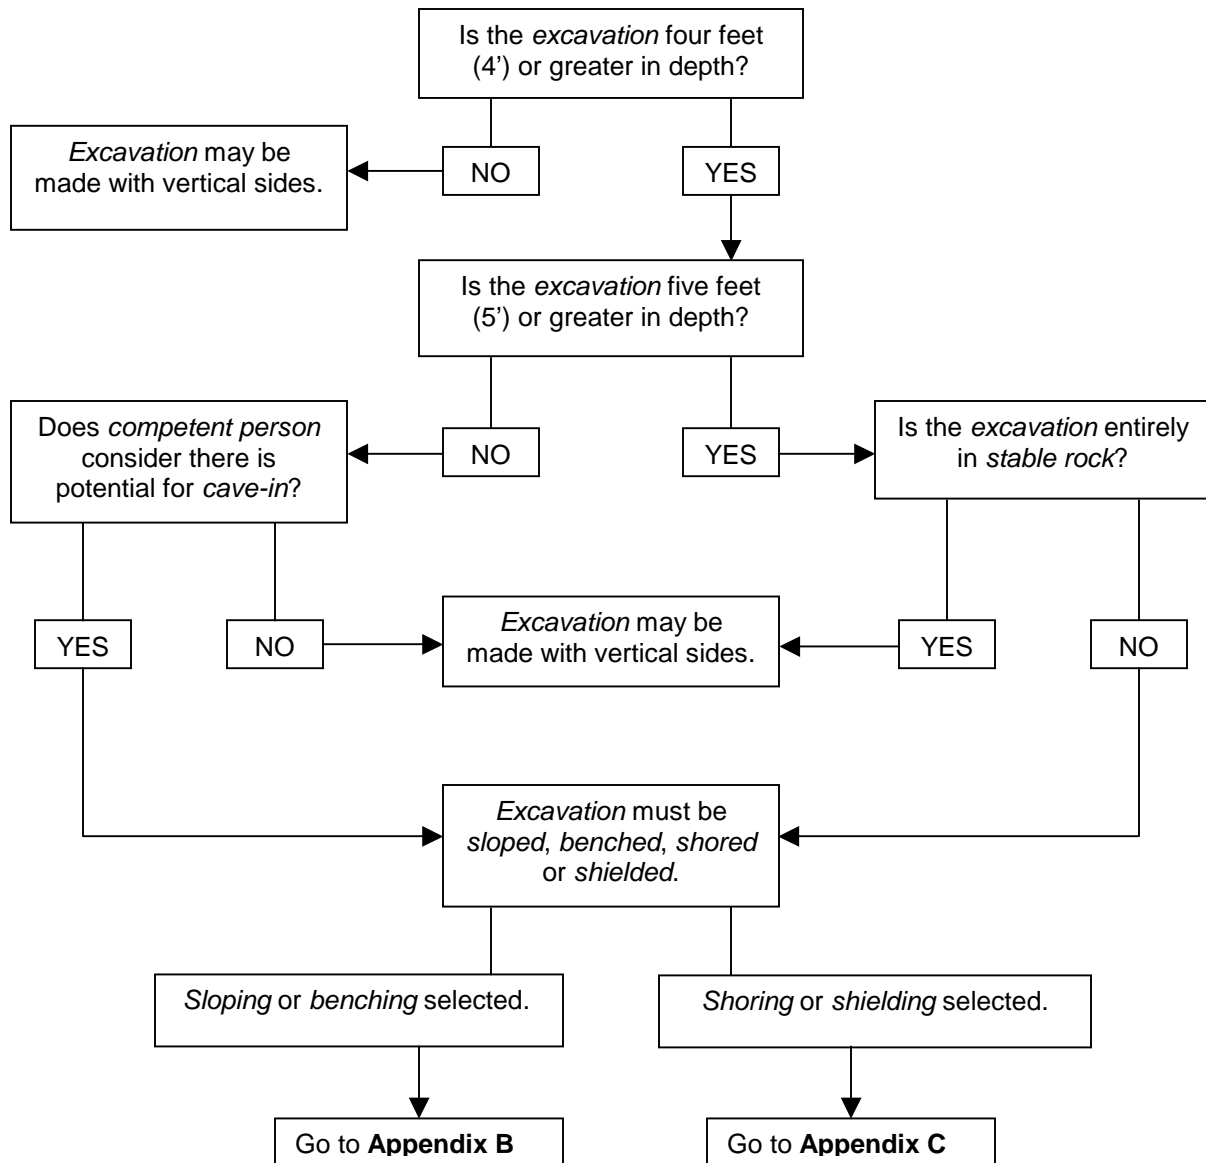 Is the excavation four feet
(4’) or greater in depth?
Excavation may be
made with vertical sides.
NO
YES
Is the excavation five feet
(5’) or greater in depth?
Does competent person
consider there is
potential for cave-in?
NO
YES
Is the excavation entirely
in stable rock?
YES
NO
Excavation may be
made with vertical sides.
YES
NO
Excavation must be
sloped, benched, shored
or shielded.
Sloping or benching selected.
Shoring or shielding selected.
Go to Appendix B
Go to Appendix C